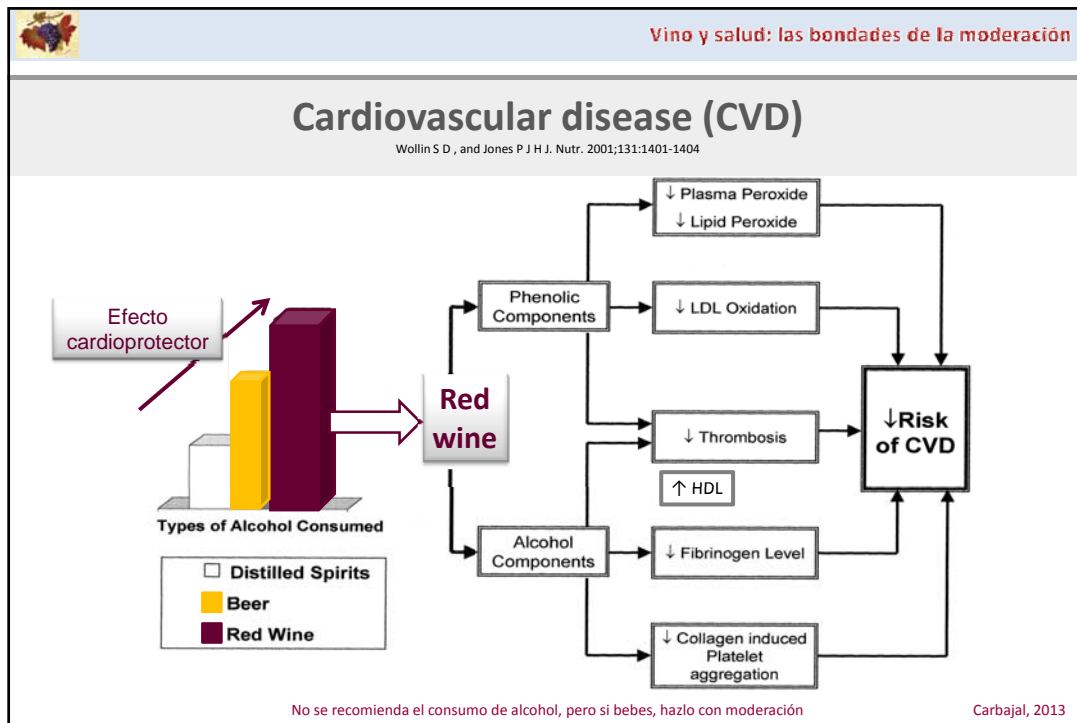 Vino y salud: las bondades de la moderación
Cardiovascular disease (CVD)
Wollin S D , and Jones P J H J. Nutr. 2001;131:1401-1404
Efecto
cardioprotector
Types of Alcohol Consumed
Distilled Spirits
Beer
Red Wine
Red
wine
Phenolic
Components
Alcohol
Components
↓ Plasma Peroxide
↓ Lipid Peroxide
↓ LDL Oxidation
↓ Thrombosis
↑ HDL
↓ Fibrinogen Level
↓ Collagen induced
Platelet
aggregation
↓Risk
of CVD
No se recomienda el consumo de alcohol, pero si bebes, hazlo con moderación
Carbajal, 2013